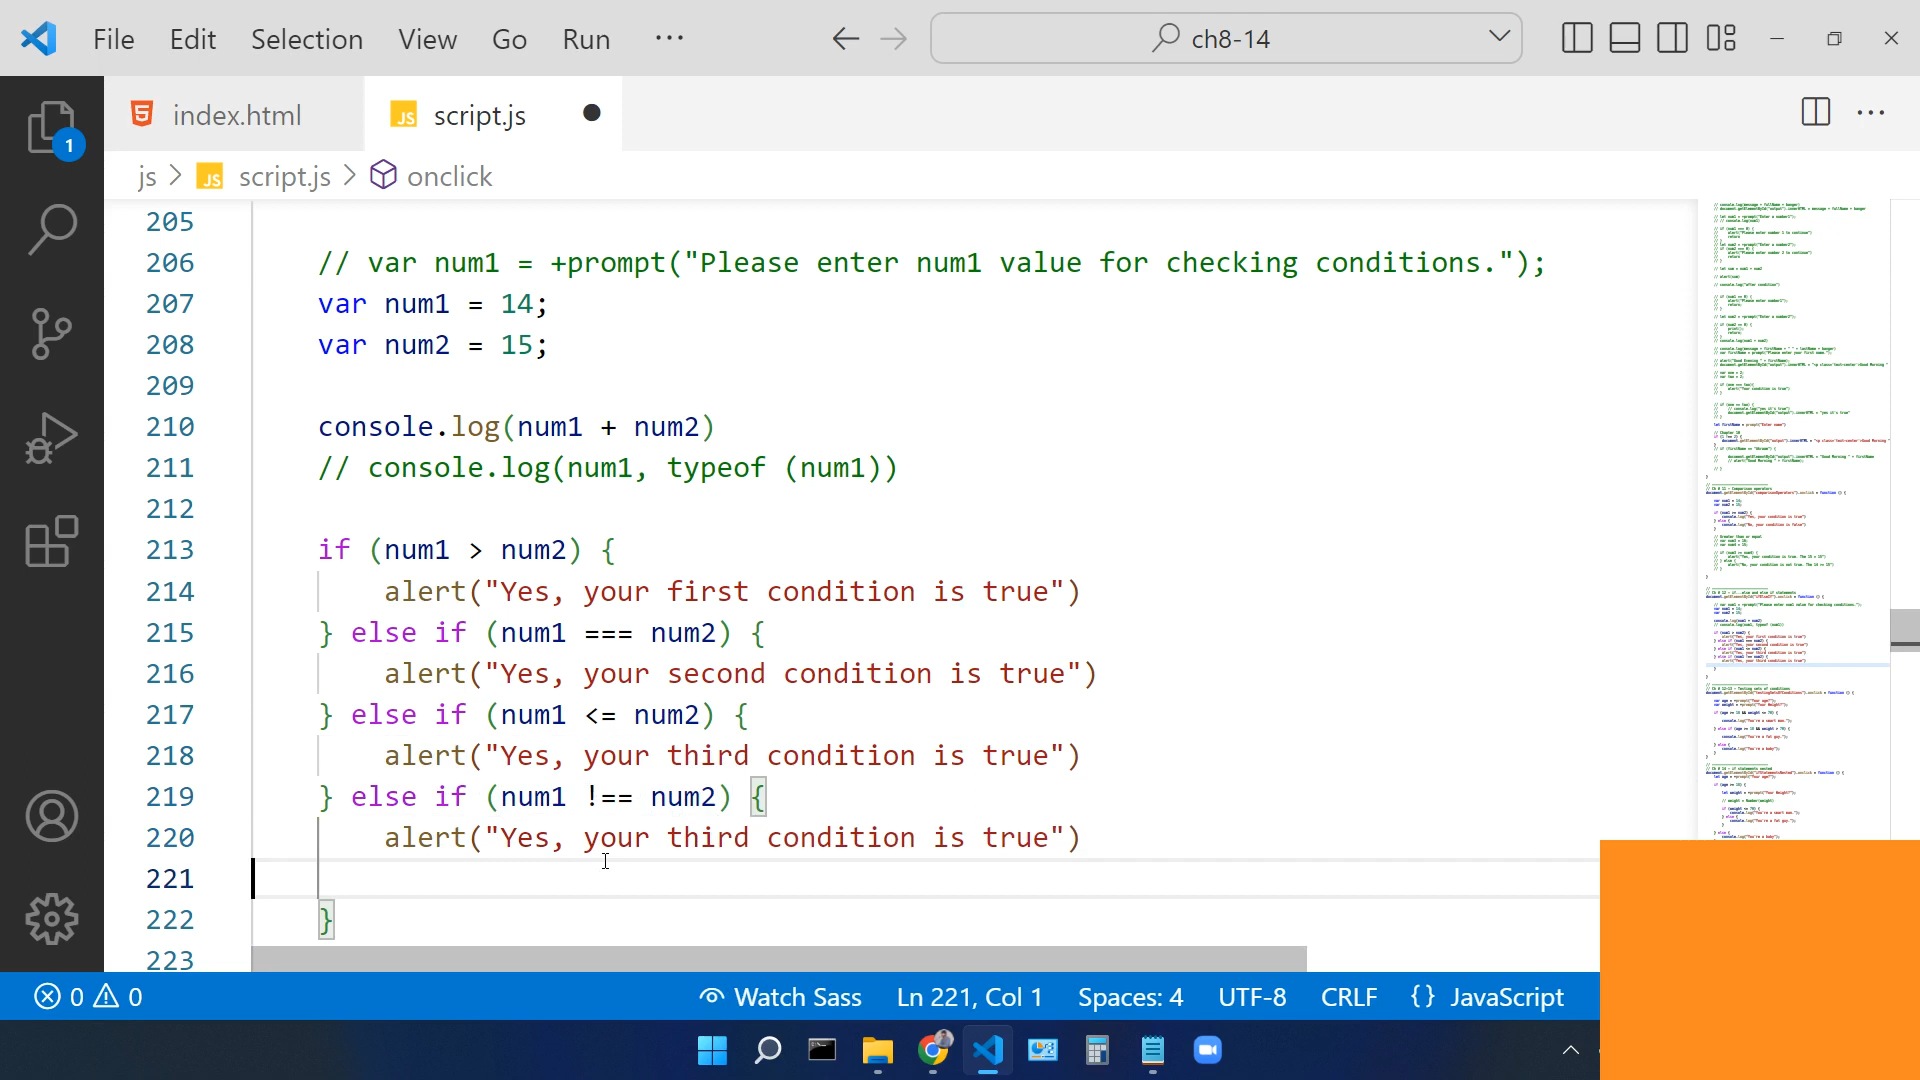 File Edit Selection View Go Run ···
ch8-14
index.html
script.js
js > script.js > onclick
205
206 // var num1 = +prompt("Please enter num1 value for checking conditions.");
207 var num1 = 14;
208 var num2 = 15;
209
210 console.log(num1 + num2)
211 // console.log(num1, typeof (num1))
212
213 if (num1 > num2) {
214 alert("Yes, your first condition is true")
215 } else if (num1 === num2) {
216 alert("Yes, your second condition is true")
217 } else if (num1 <= num2) {
218 alert("Yes, your third condition is true")
219 } else if (num1 !== num2) {
220 alert("Yes, your third condition is true")
221
222 }
223
1
0 0 Watch Sass Ln 221, Col 1 Spaces: 4 UTF-8 CRLF {} JavaScript